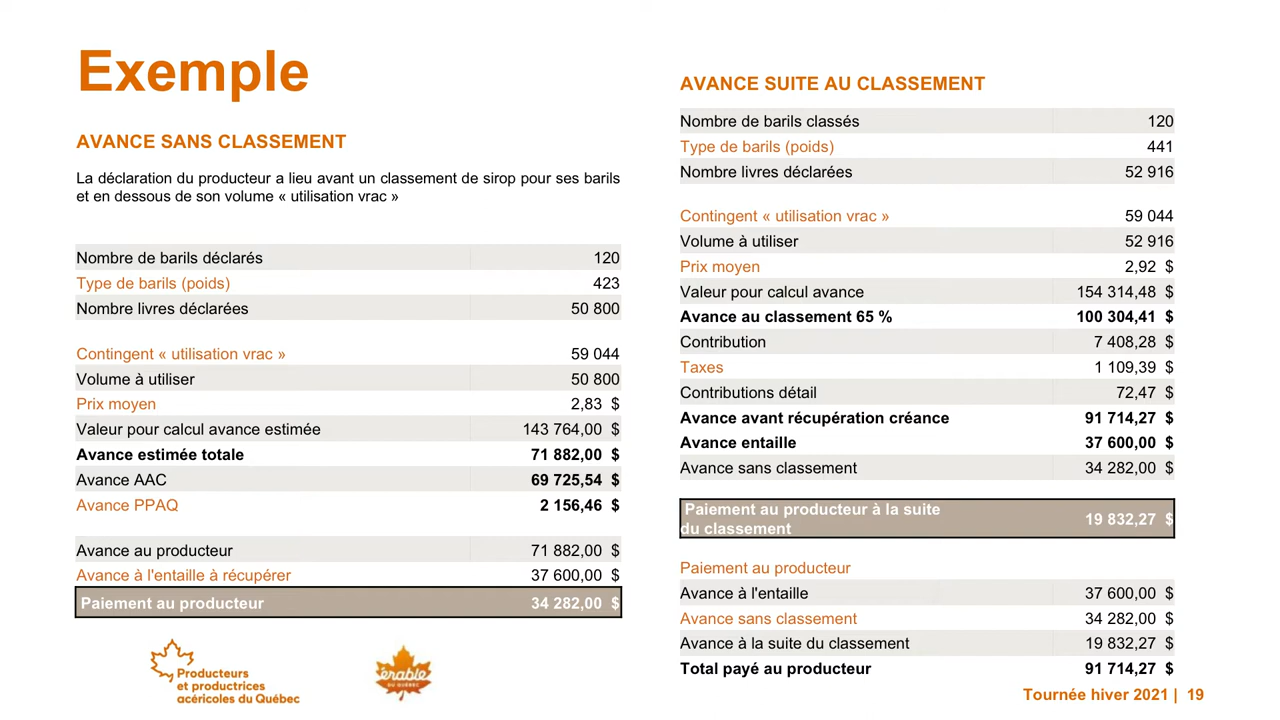 Exemple
AVANCE SANS CLASSEMENT
La déclaration du producteur a lieu avant un classement de sirop pour ses barils
et en dessous de son volume « utilisation vrac »
Nombre de barils déclarés 120
Type de barils (poids) 423
Nombre livres déclarées 50 800
Contingent « utilisation vrac » 59 044
Volume à utiliser 50 800
Prix moyen 2,83 $
Valeur pour calcul avance estimée 143 764,00 $
Avance estimée totale 71 882,00 $
Avance AAC 69 725,54 $
Avance PPAQ 2 156,46 $
Avance au producteur 71 882,00 $
Avance à l'entaille à récupérer 37 600,00 $
Paiement au producteur 34 282,00 $
Producteurs
et productrices
acéricoles du Québec
érable
DU QUÉBEC
AVANCE SUITE AU CLASSEMENT
Nombre de barils classés 120
Type de barils (poids) 441
Nombre livres déclarées 52 916
Contingent « utilisation vrac » 59 044
Volume à utiliser 52 916
Prix moyen 2,92 $
Valeur pour calcul avance 154 314,48 $
Avance au classement 65 % 100 304,41 $
Contribution 7 408,28 $
Taxes 1 109,39 $
Contributions détail 72,47 $
Avance avant récupération créance 91 714,27 $
Avance entaille 37 600,00 $
Avance sans classement 34 282,00 $
Paiement au producteur à la suite
du classement 19 832,27 $
Paiement au producteur
Avance à l'entaille 37 600,00 $
Avance sans classement 34 282,00 $
Avance à la suite du classement 19 832,27 $
Total payé au producteur 91 714,27 $
Tournée hiver 2021 | 19